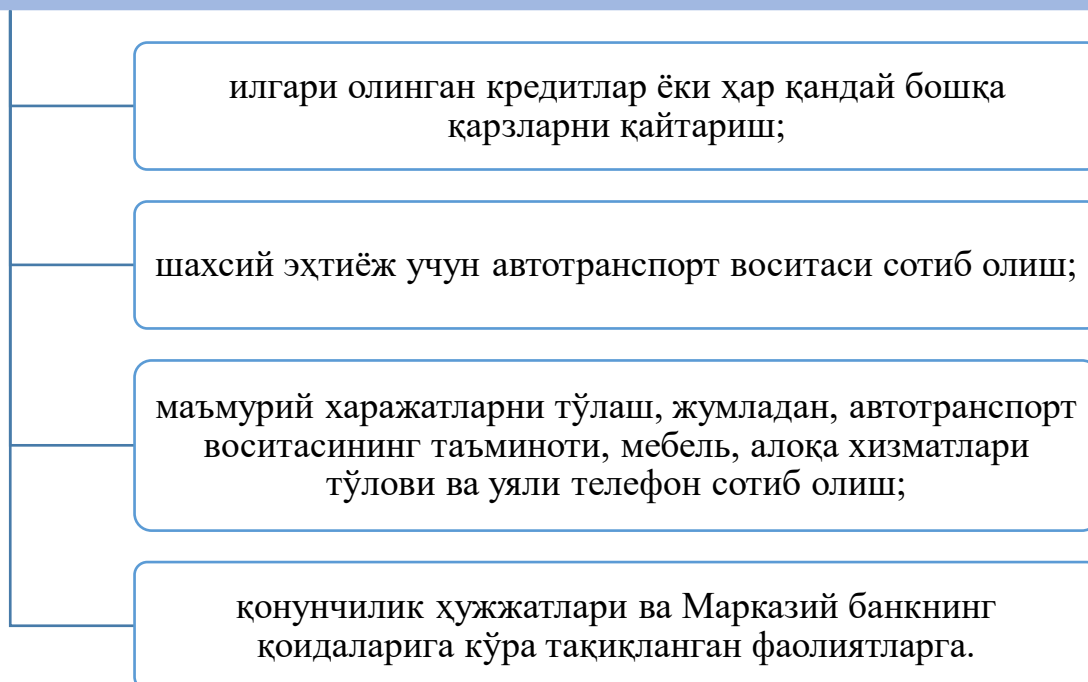 илгари олинган кредитлар ёки ҳар қандай бошқа
қарзларни қайтариш;
шахсий эҳтиёж учун автотранспорт воситаси сотиб олиш;
маъмурий харажатларни тўлаш, жумладан, автотранспорт
воситасининг таъминоти, мебель, алоқа хизматлари
тўлови ва уяли телефон сотиб олиш;
қонунчилик ҳужжатлари ва Марказий банкнинг
қоидаларига кўра тақиқланган фаолиятларга.